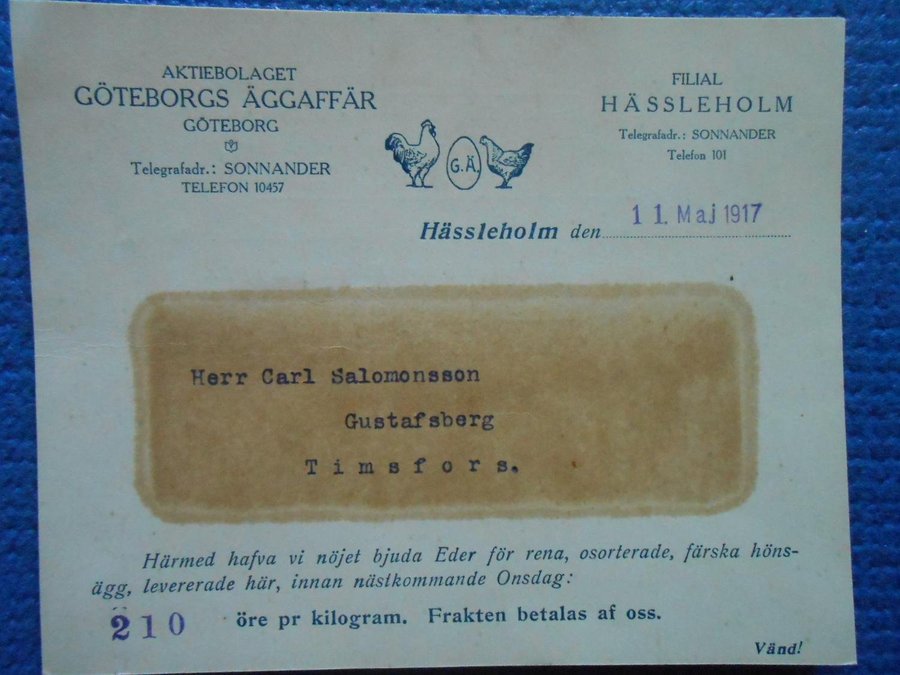 AKTIEBOLAGET
GÖTEBORGS ÄGGAFFÄR
GÖTEBORG
Telegrafadr.: SONNANDER
TELEFON 10457
G.Ä.
FILIAL
HÄSSLEHOLM
Telegrafadr.: SONNANDER
Telefon 101
Hässleholm den 11. Maj 1917
Herr Carl Salomonsson
Gustafsberg
Timsfors.
Härmed hafva vi nöjet bjuda Eder för rena, osorterade, färska höns-
ägg, levererade här, innan nästkommande Onsdag:
210 öre pr kilogram. Frakten betalas af oss.
Vänd!